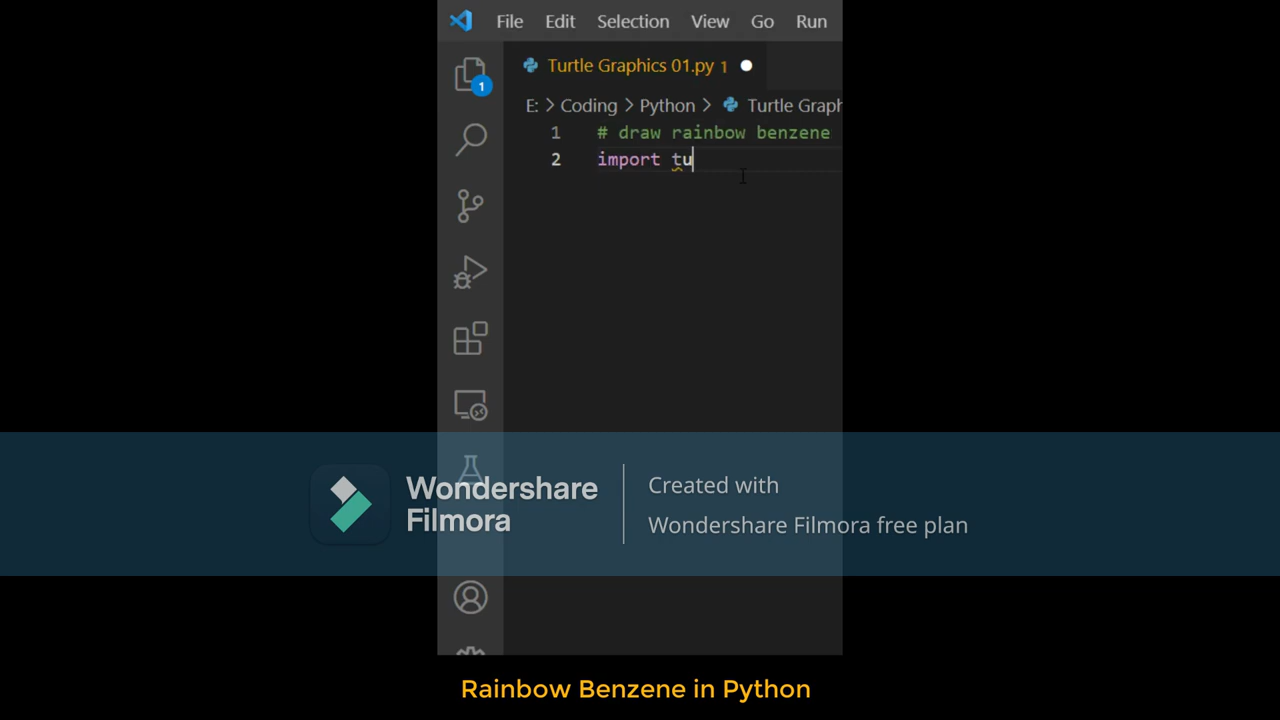 File Edit Selection View Go Run
Turtle Graphics 01.py 1
1
E: > Coding > Python > Turtle Graph
1 # draw rainbow benzene
2 import tu
Wondershare
Filmora
Created with
Wondershare Filmora free plan
Rainbow Benzene in Python